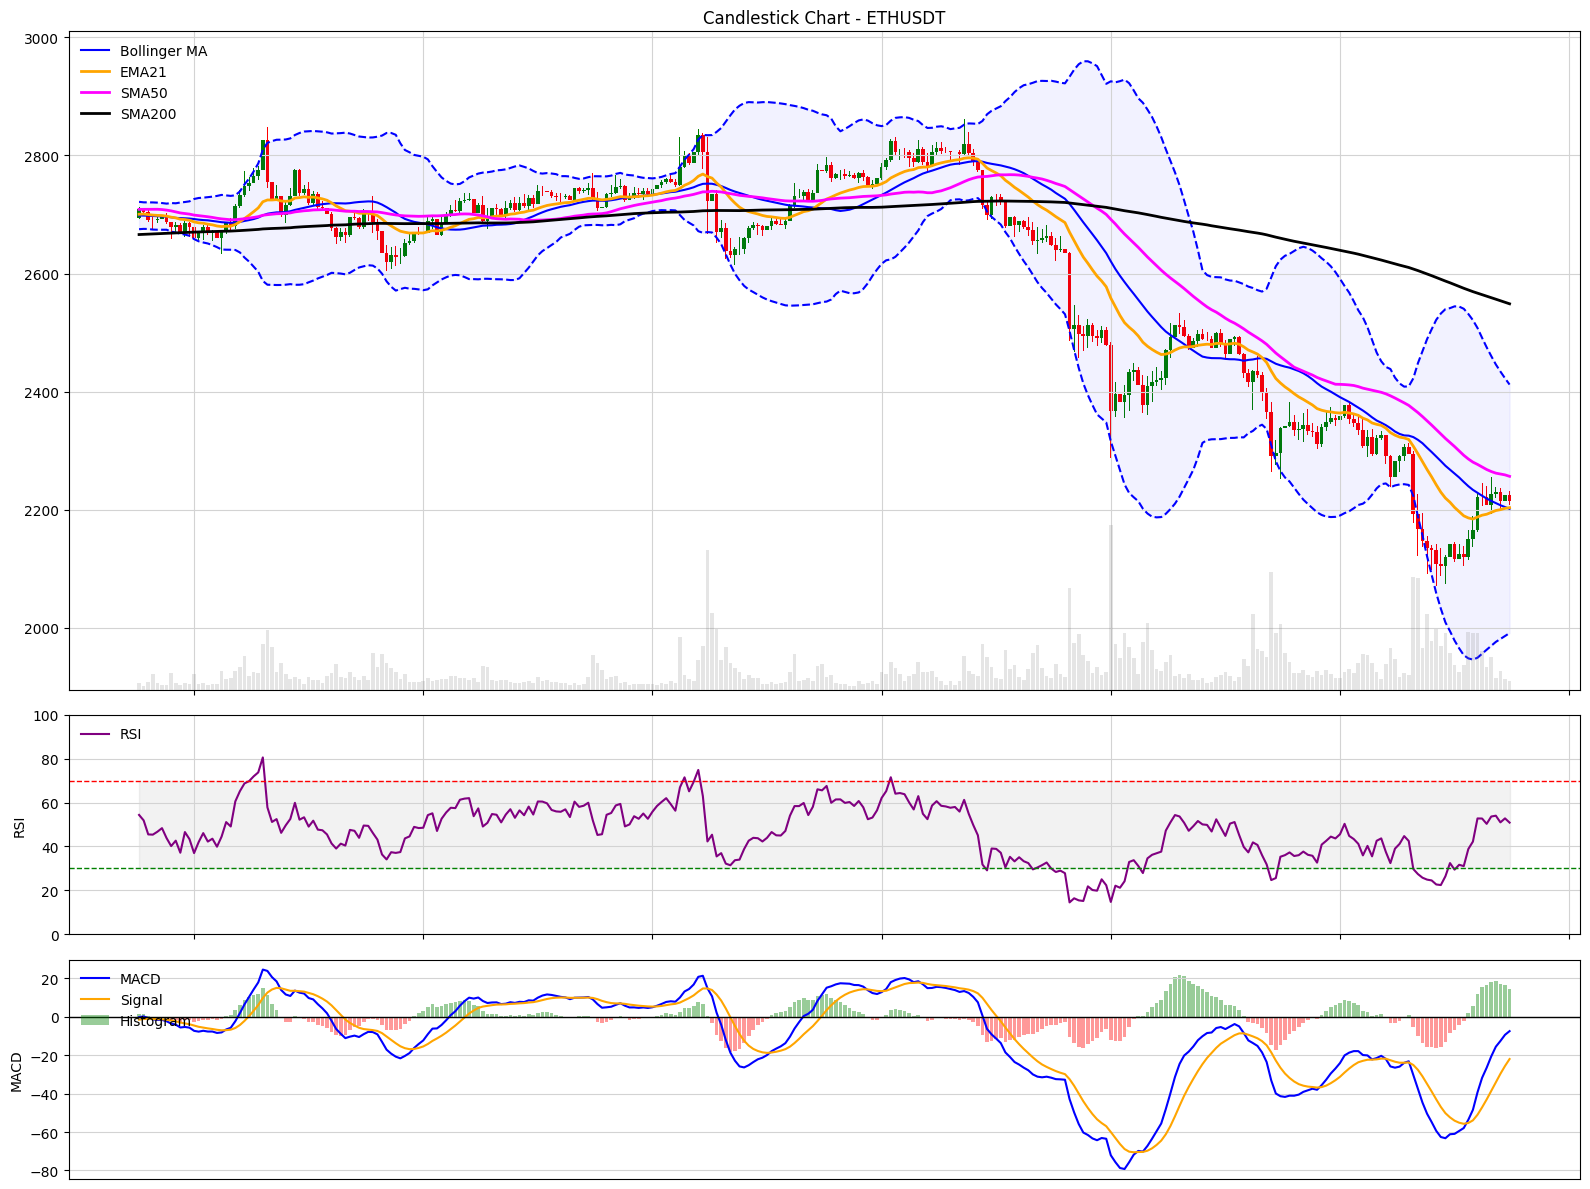 Candlestick Chart - ETHUSDT
3000
2800
2600
2400
2200
2000
Bollinger MA
EMA21
SMA50
SMA200
100
80
60
40
20
0
RSI
RSI
20
0
−20
−40
−60
−80
MACD
MACD
Signal
Histogram